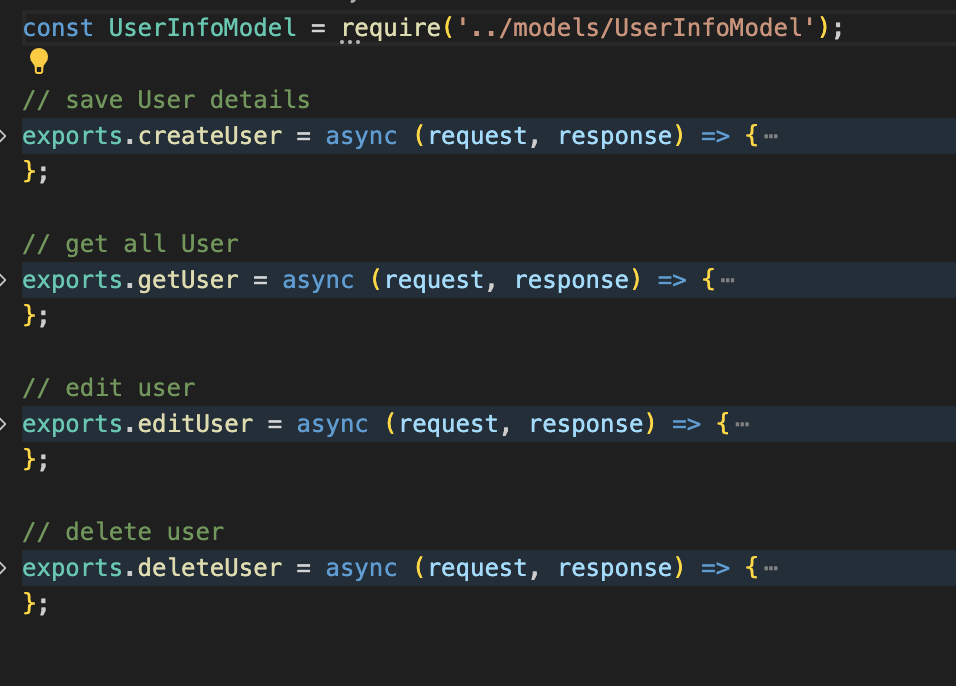 const UserInfoModel = require('../models/UserInfoModel');
// save User details
exports.createUser = async (request, response) => {⋯
};
// get all User
exports.getUser = async (request, response) => {⋯
};
// edit user
exports.editUser = async (request, response) => {⋯
};
// delete user
exports.deleteUser = async (request, response) => {⋯
};